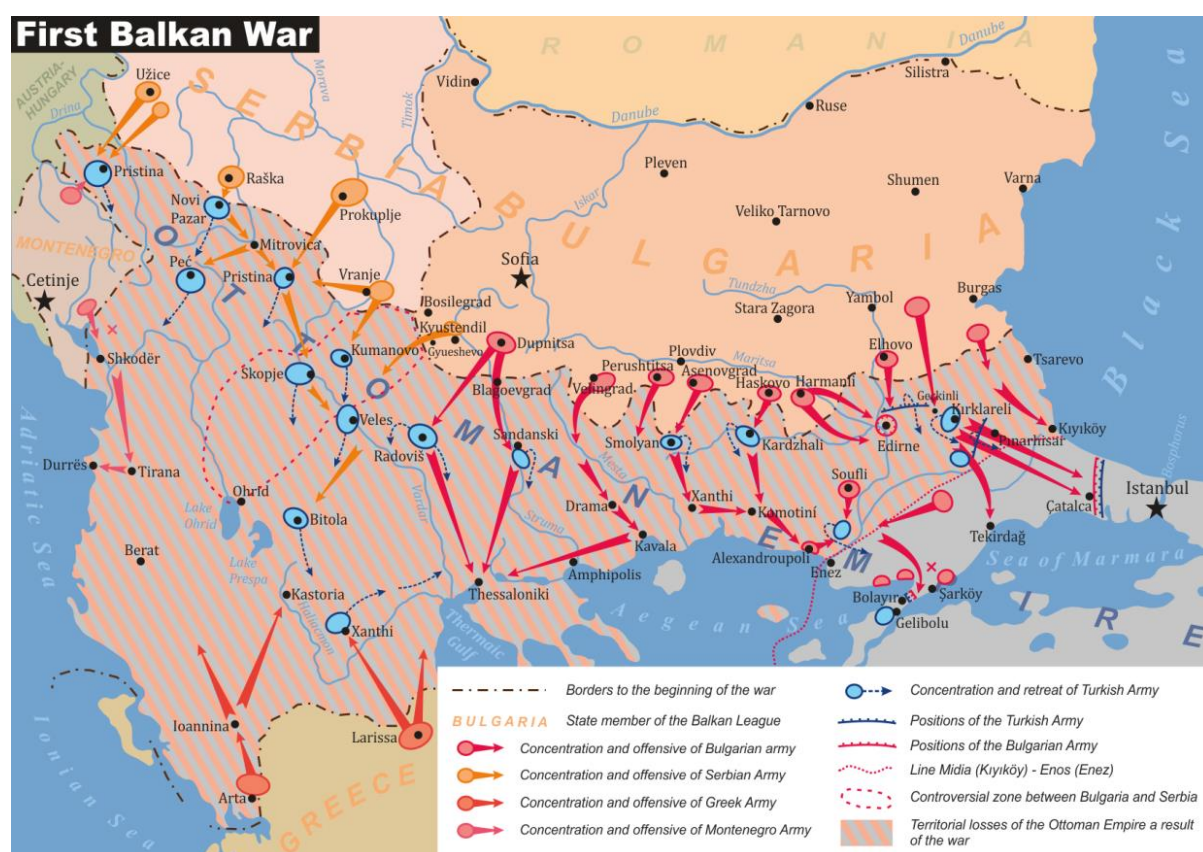 First Balkan War
R O M A N I A
Danube
Silistra
Vidin
Ruse
Danube
AUSTRIA-
HUNGARY
Užice
Drina
Morava
Timok
S E R B I A
Pristina
Raška
Novi
Pazar
Prokuplje
Mitrovica
MONTENEGRO
Cetinje
Peć
Pristina
Vranje
Pleven
Iskar
Shumen
Varna
Veliko Tarnovo
B U L G A R I A
Sofia
Tundzha
Stara Zagora
Yambol
Burgas
Black Sea
Bosilegrad
Kyustendil
Gyueshevo
Dupnitsa
Blagoevgrad
Velingrad
Perushtitsa
Plovdiv
Asenovgrad
Maritsa
Haskovo
Harmanli
Elhovo
Tsarevo
Geckinli
Kırklareli
Pınarhisar
Kıyıköy
Edirne
Shkodër
Kumanovo
Skopje
Veles
Radoviš
Sandanski
Smolyan
Kardzhali
Mesta
Soufli
Bosphorus
Istanbul
Çatalca
Tekirdağ
Sea of Marmara
Adriatic Sea
Durrës
Tirana
Ohrid
Lake
Ohrid
Bitola
Vardar
Struma
Drama
Xanthi
Komotiní
Kavala
Alexandroupoli
Enez
Amphipolis
Berat
Lake
Prespa
Kastoria
Thessaloniki
Haliacmon
Xanthi
Thermaic
Gulf
Aegean Sea
Bolayır
Gelibolu
Şarköy
O T T O M A N E M I R E
Ioannina
Larissa
Arta
GREECE
Ionian Sea
Borders to the beginning of the war
BULGARIA State member of the Balkan League
Concentration and offensive of Bulgarian army
Concentration and offensive of Serbian Army
Concentration and offensive of Greek Army
Concentration and offensive of Montenegro Army
Concentration and retreat of Turkish Army
Positions of the Turkish Army
Positions of the Bulgarian Army
Line Midia (Kıyıköy) - Enos (Enez)
Controversial zone between Bulgaria and Serbia
Territorial losses of the Ottoman Empire a result
of the war